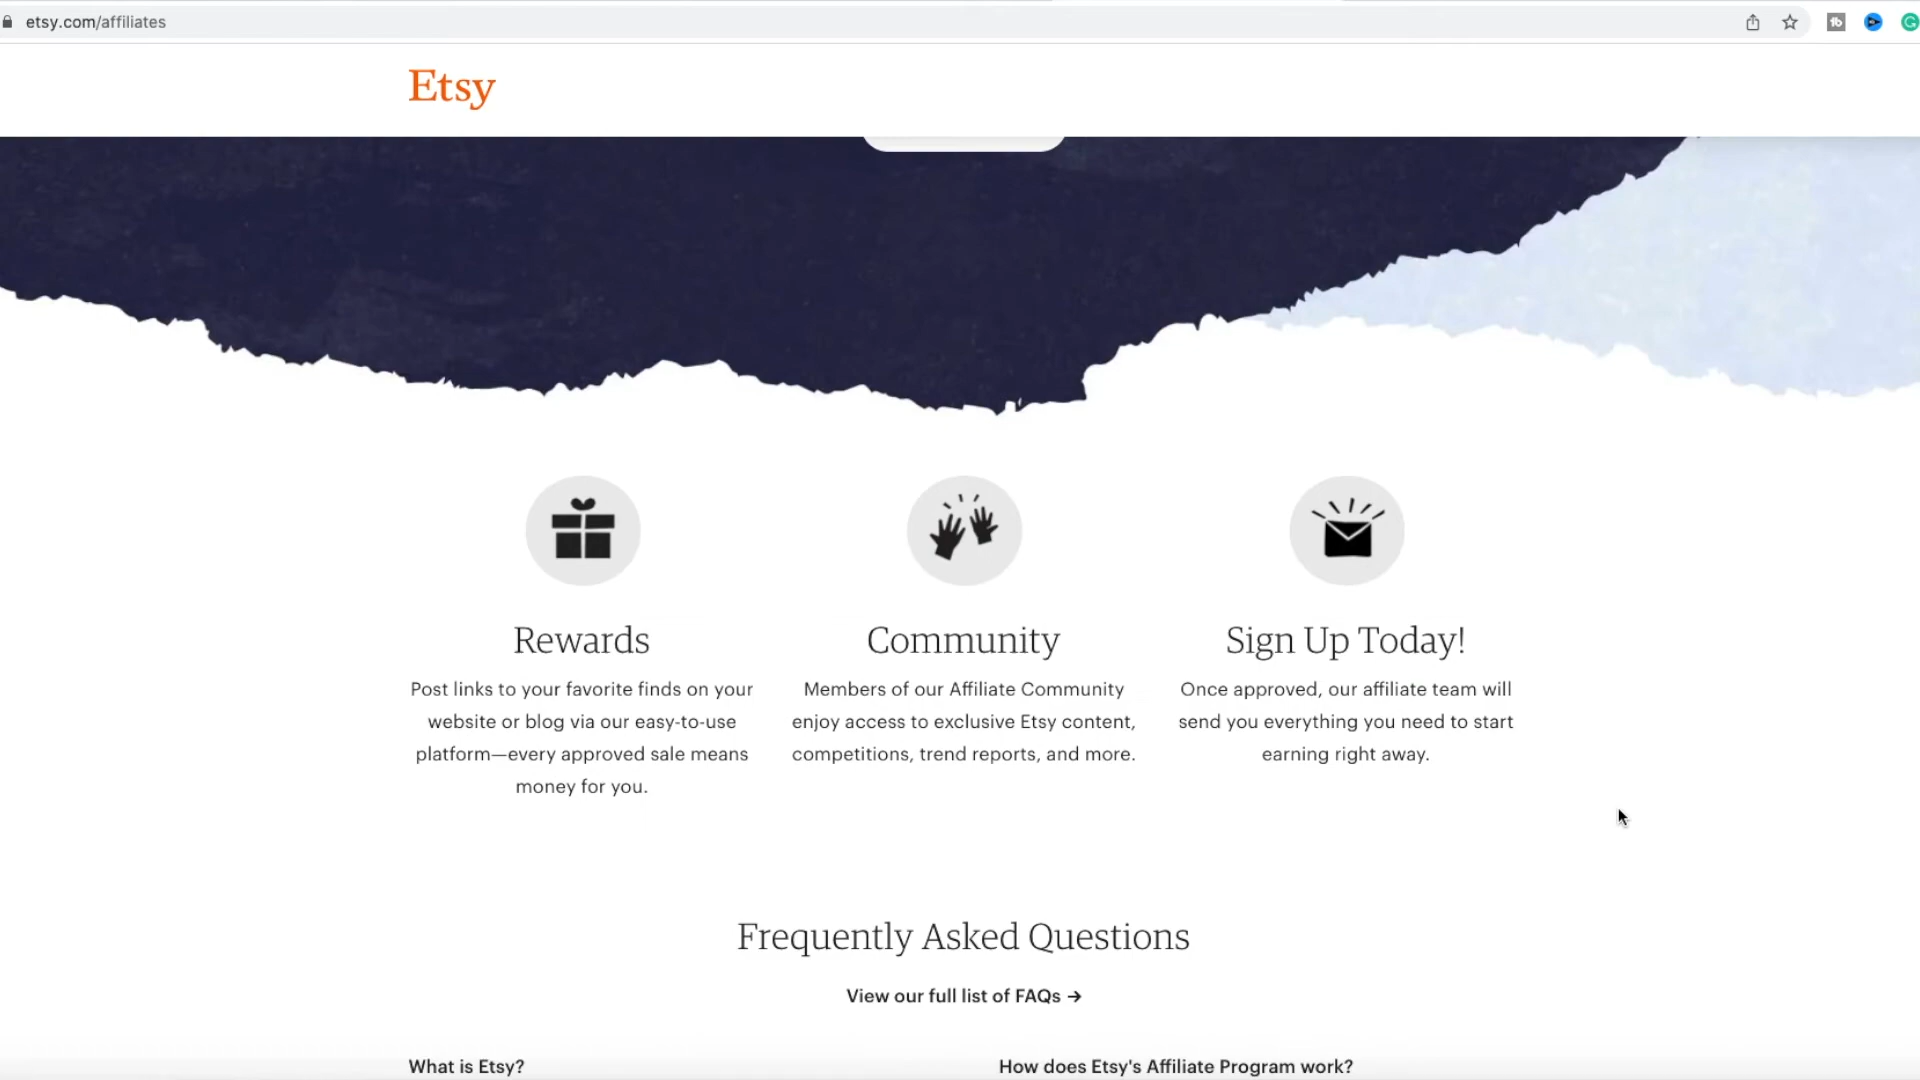 etsy.com/affiliates
tb
G
Etsy
Rewards
Post links to your favorite finds on your
website or blog via our easy-to-use
platform—every approved sale means
money for you.
Community
Members of our Affiliate Community
enjoy access to exclusive Etsy content,
competitions, trend reports, and more.
Sign Up Today!
Once approved, our affiliate team will
send you everything you need to start
earning right away.
Frequently Asked Questions
View our full list of FAQs →
What is Etsy?
How does Etsy's Affiliate Program work?